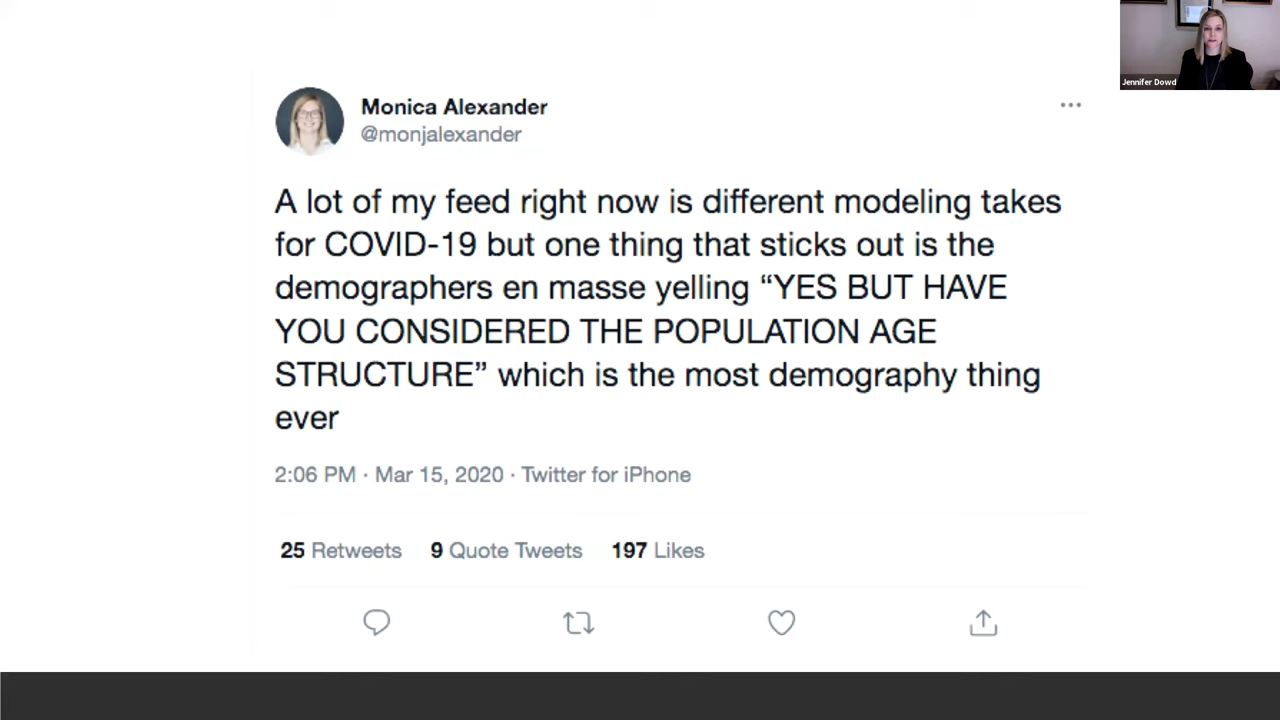 Jennifer Dowd
Monica Alexander
@monjalexander
A lot of my feed right now is different modeling takes
for COVID-19 but one thing that sticks out is the
demographers en masse yelling “YES BUT HAVE
YOU CONSIDERED THE POPULATION AGE
STRUCTURE” which is the most demography thing
ever
2:06 PM · Mar 15, 2020 · Twitter for iPhone
25 Retweets 9 Quote Tweets 197 Likes